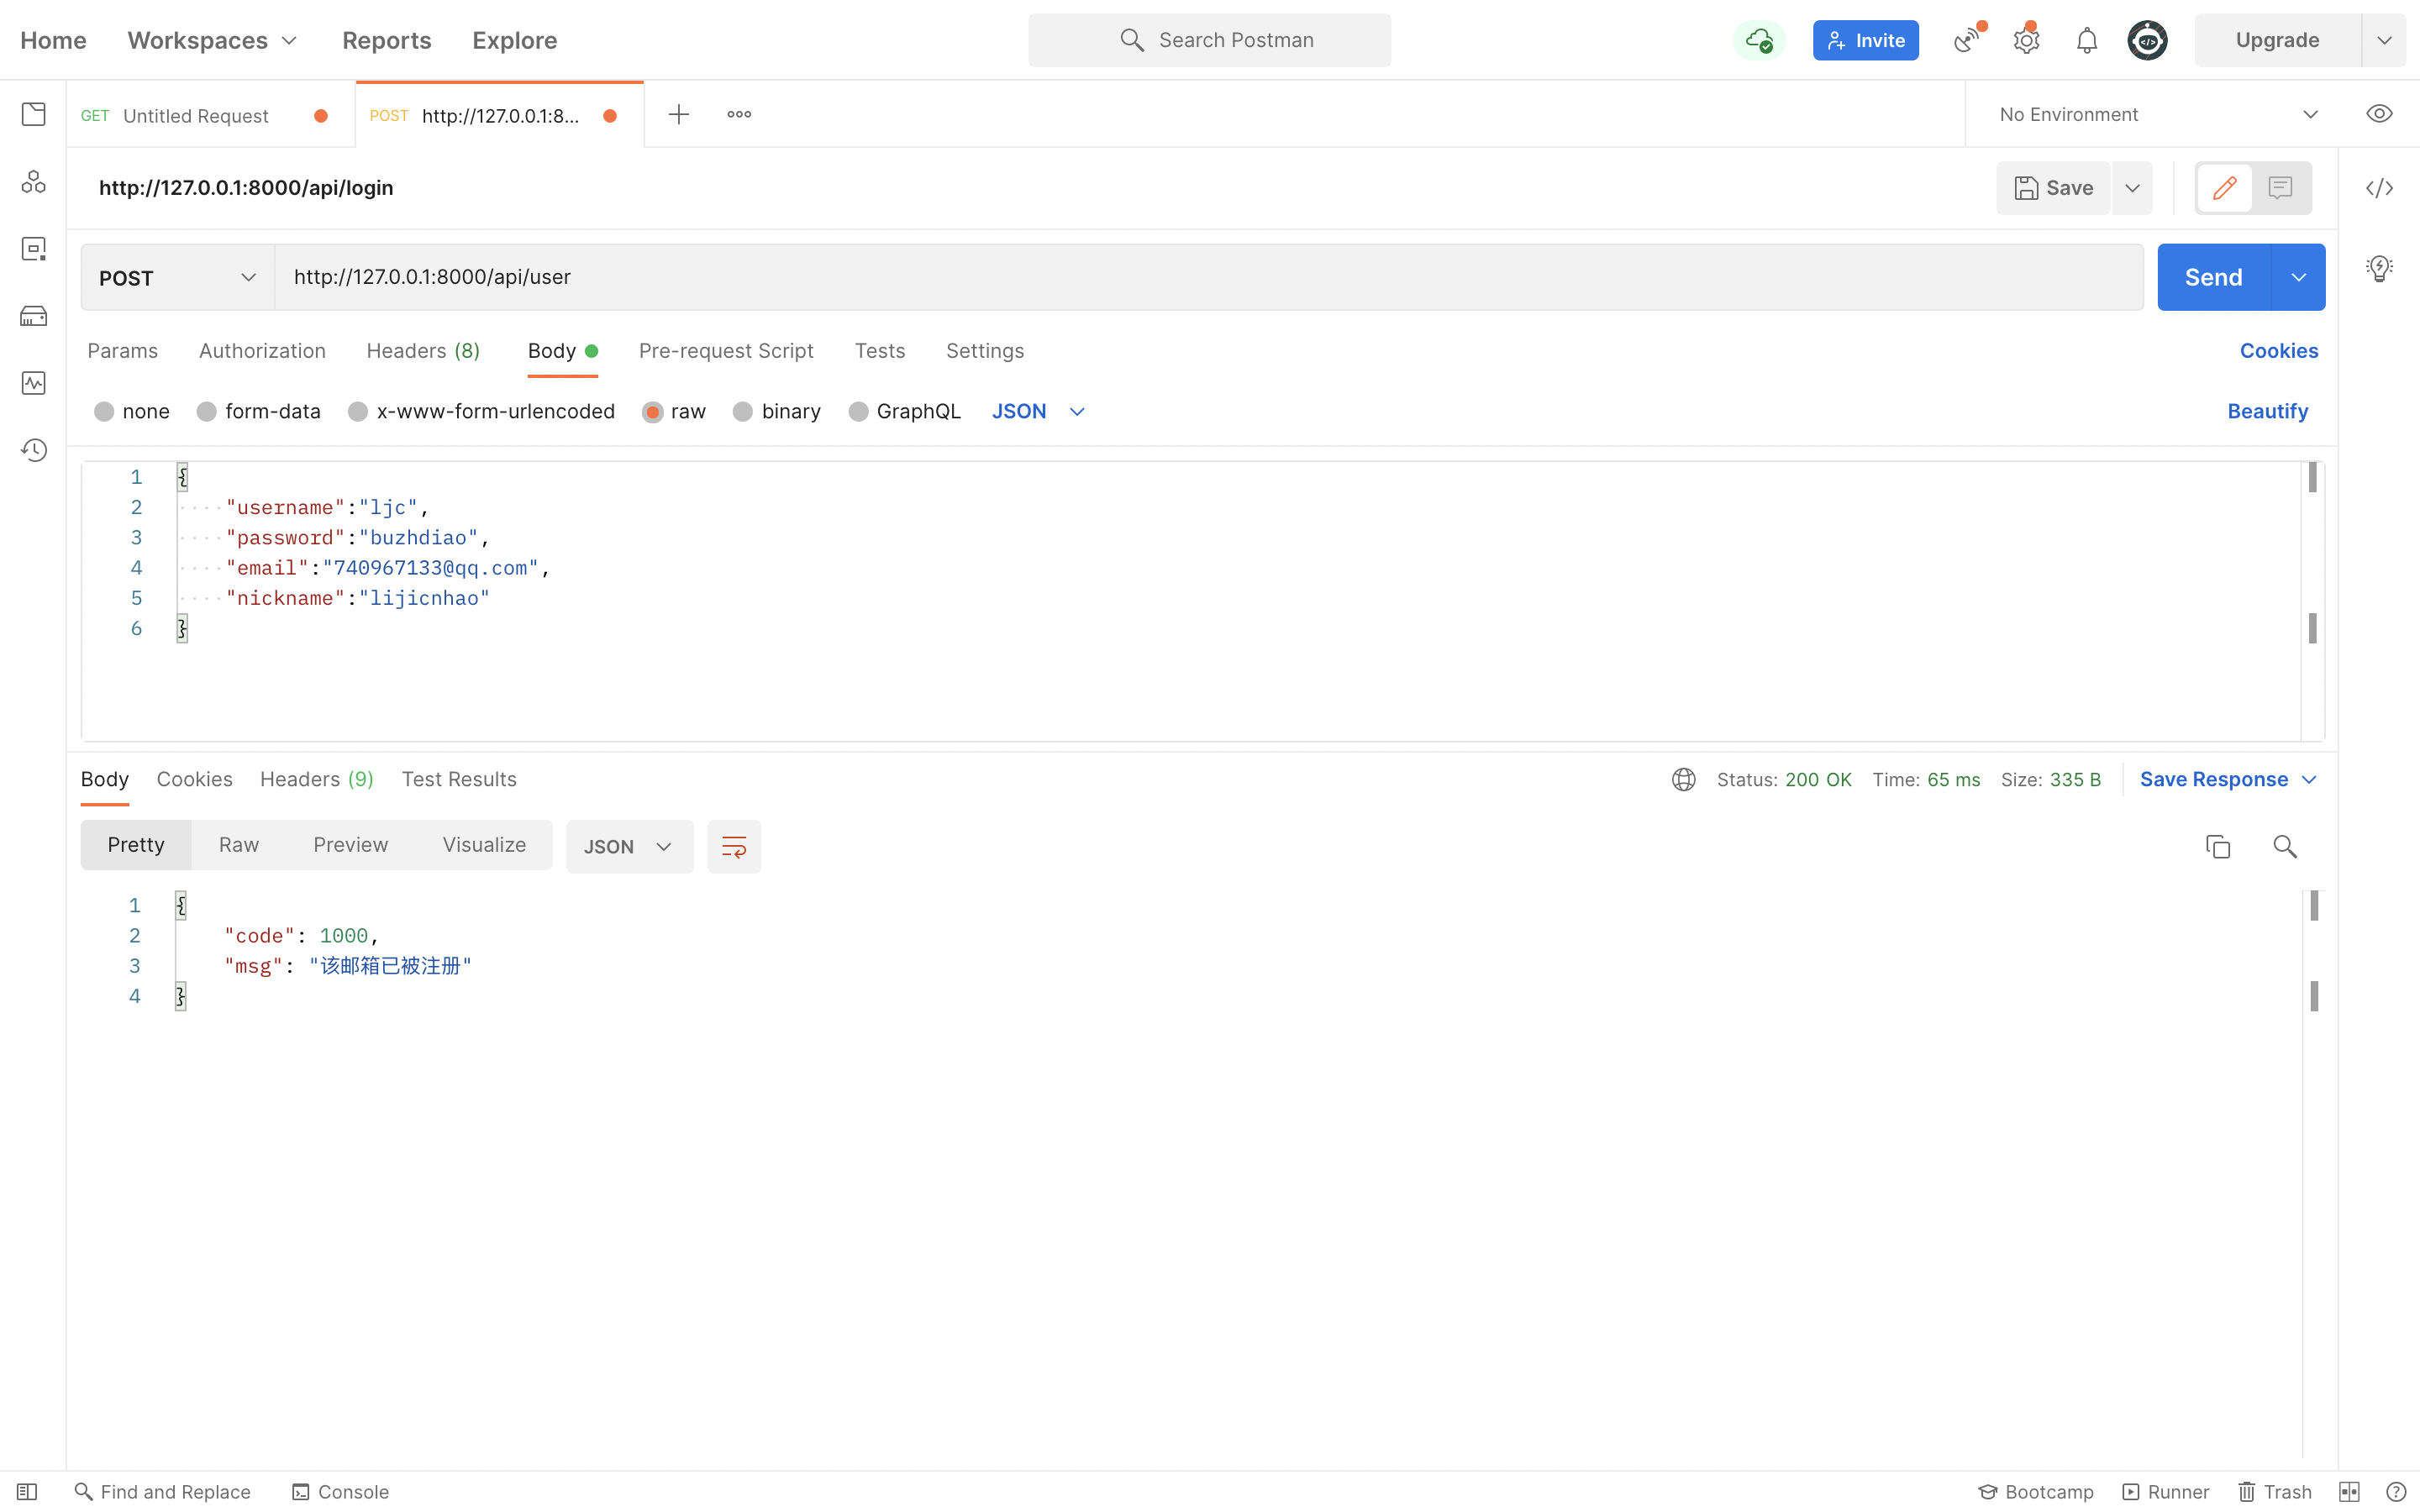 Home Workspaces Reports Explore Search Postman Invite Upgrade
GET Untitled Request POST http://127.0.0.1:8... No Environment
http://127.0.0.1:8000/api/login Save
POST http://127.0.0.1:8000/api/user Send
Params Authorization Headers (8) Body Pre-request Script Tests Settings Cookies
none form-data x-www-form-urlencoded raw binary GraphQL JSON Beautify
1 {
2 "username":"ljc",
3 "password":"buzhdiao",
4 "email":"740967133@qq.com",
5 "nickname":"lijicnhao"
6 }
Body Cookies Headers (9) Test Results Status: 200 OK Time: 65 ms Size: 335 B Save Response
Pretty Raw Preview Visualize JSON
1 {
2 "code": 1000,
3 "msg": "该邮箱已被注册"
4 }
Find and Replace Console Bootcamp Runner Trash